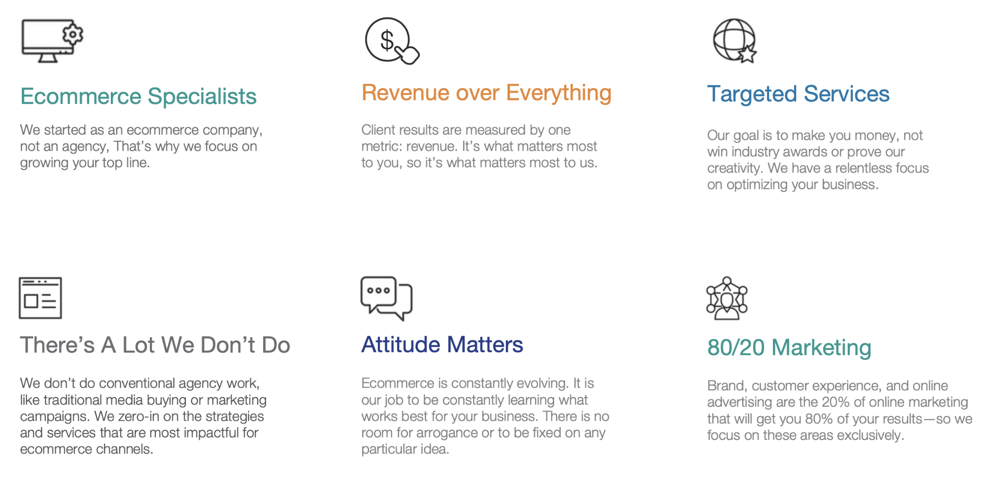 Ecommerce Specialists
We started as an ecommerce company,
not an agency, That’s why we focus on
growing your top line.
$
Revenue over Everything
Client results are measured by one
metric: revenue. It’s what matters most
to you, so it’s what matters most to us.
Targeted Services
Our goal is to make you money, not
win industry awards or prove our
creativity. We have a relentless focus
on optimizing your business.
There’s A Lot We Don’t Do
We don’t do conventional agency work,
like traditional media buying or marketing
campaigns. We zero-in on the strategies
and services that are most impactful for
ecommerce channels.
Attitude Matters
Ecommerce is constantly evolving. It is
our job to be constantly learning what
works best for your business. There is no
room for arrogance or to be fixed on any
particular idea.
80/20 Marketing
Brand, customer experience, and online
advertising are the 20% of online marketing
that will get you 80% of your results—so we
focus on these areas exclusively.